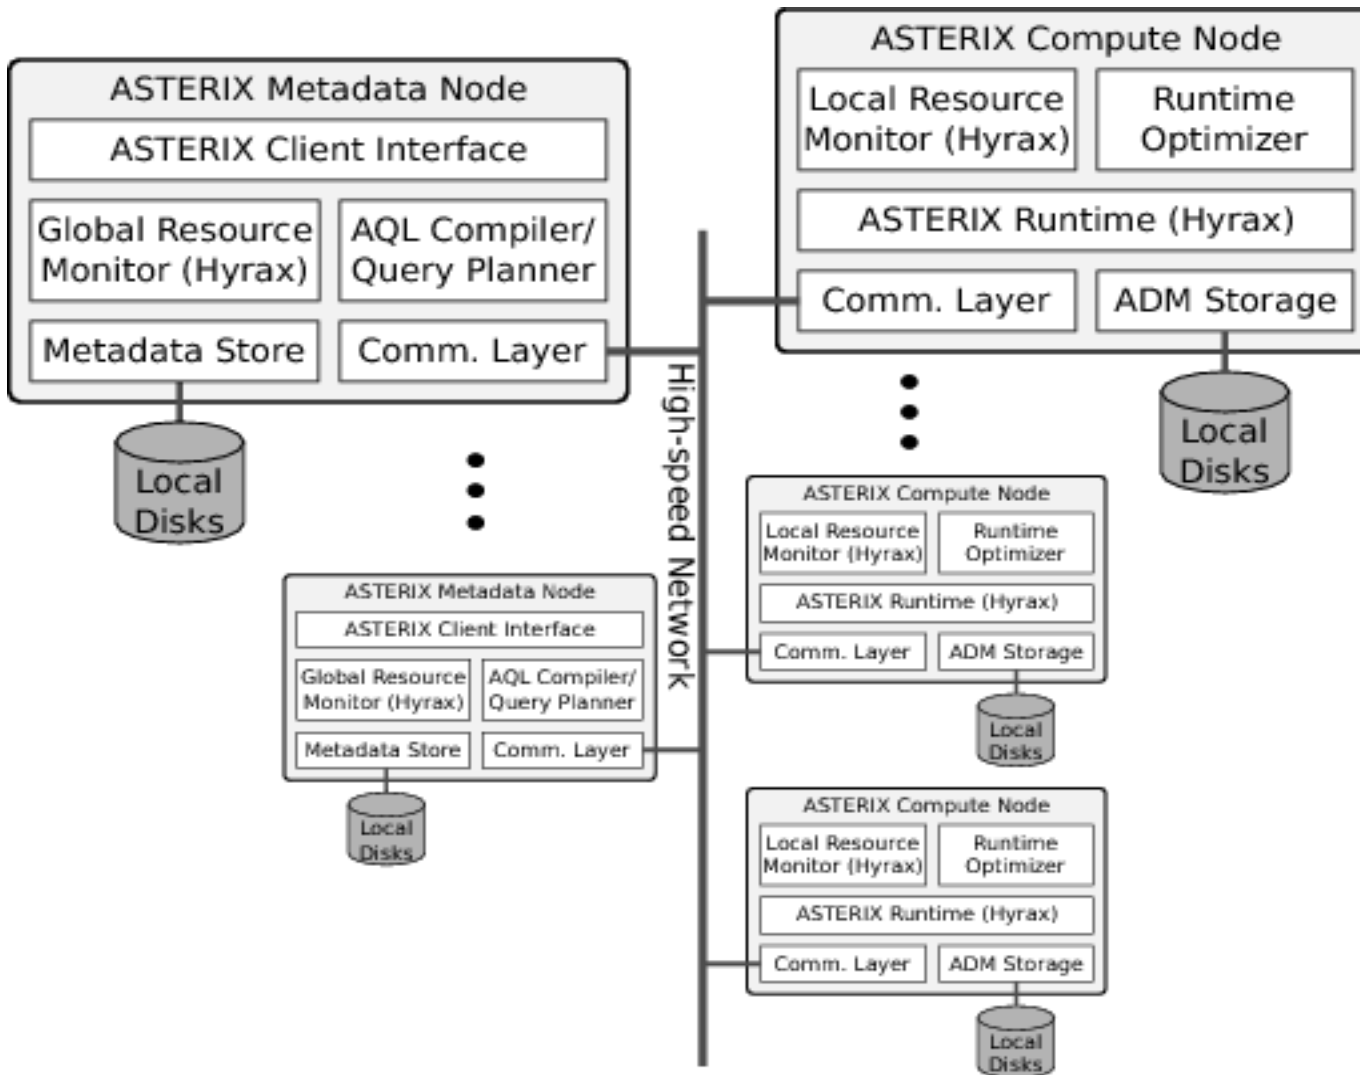 ASTERIX Metadata Node
ASTERIX Client Interface
Global Resource
Monitor (Hyrax)
AQL Compiler/
Query Planner
Metadata Store
Comm. Layer
Local
Disks
ASTERIX Metadata Node
ASTERIX Client Interface
Global Resource
Monitor (Hyrax)
AQL Compiler/
Query Planner
Metadata Store
Comm. Layer
Local
Disks
High-speed Network
ASTERIX Compute Node
Local Resource
Monitor (Hyrax)
Runtime
Optimizer
ASTERIX Runtime (Hyrax)
Comm. Layer
ADM Storage
Local
Disks
ASTERIX Compute Node
Local Resource
Monitor (Hyrax)
Runtime
Optimizer
ASTERIX Runtime (Hyrax)
Comm. Layer
ADM Storage
Local
Disks
ASTERIX Compute Node
Local Resource
Monitor (Hyrax)
Runtime
Optimizer
ASTERIX Runtime (Hyrax)
Comm. Layer
ADM Storage
Local
Disks